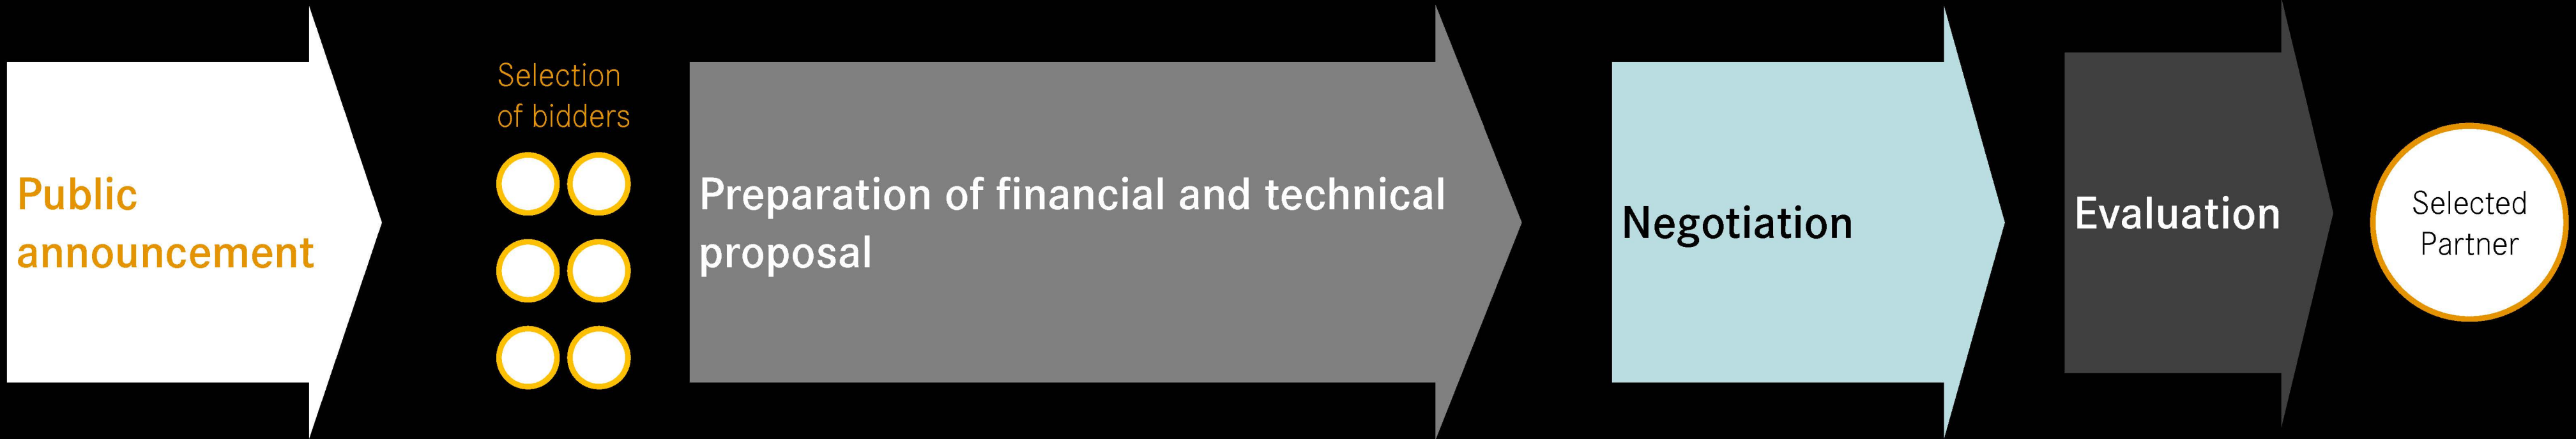 Public
announcement
Selection
of bidders
Preparation of financial and technical
proposal
Negotiation
Evaluation
Selected
Partner